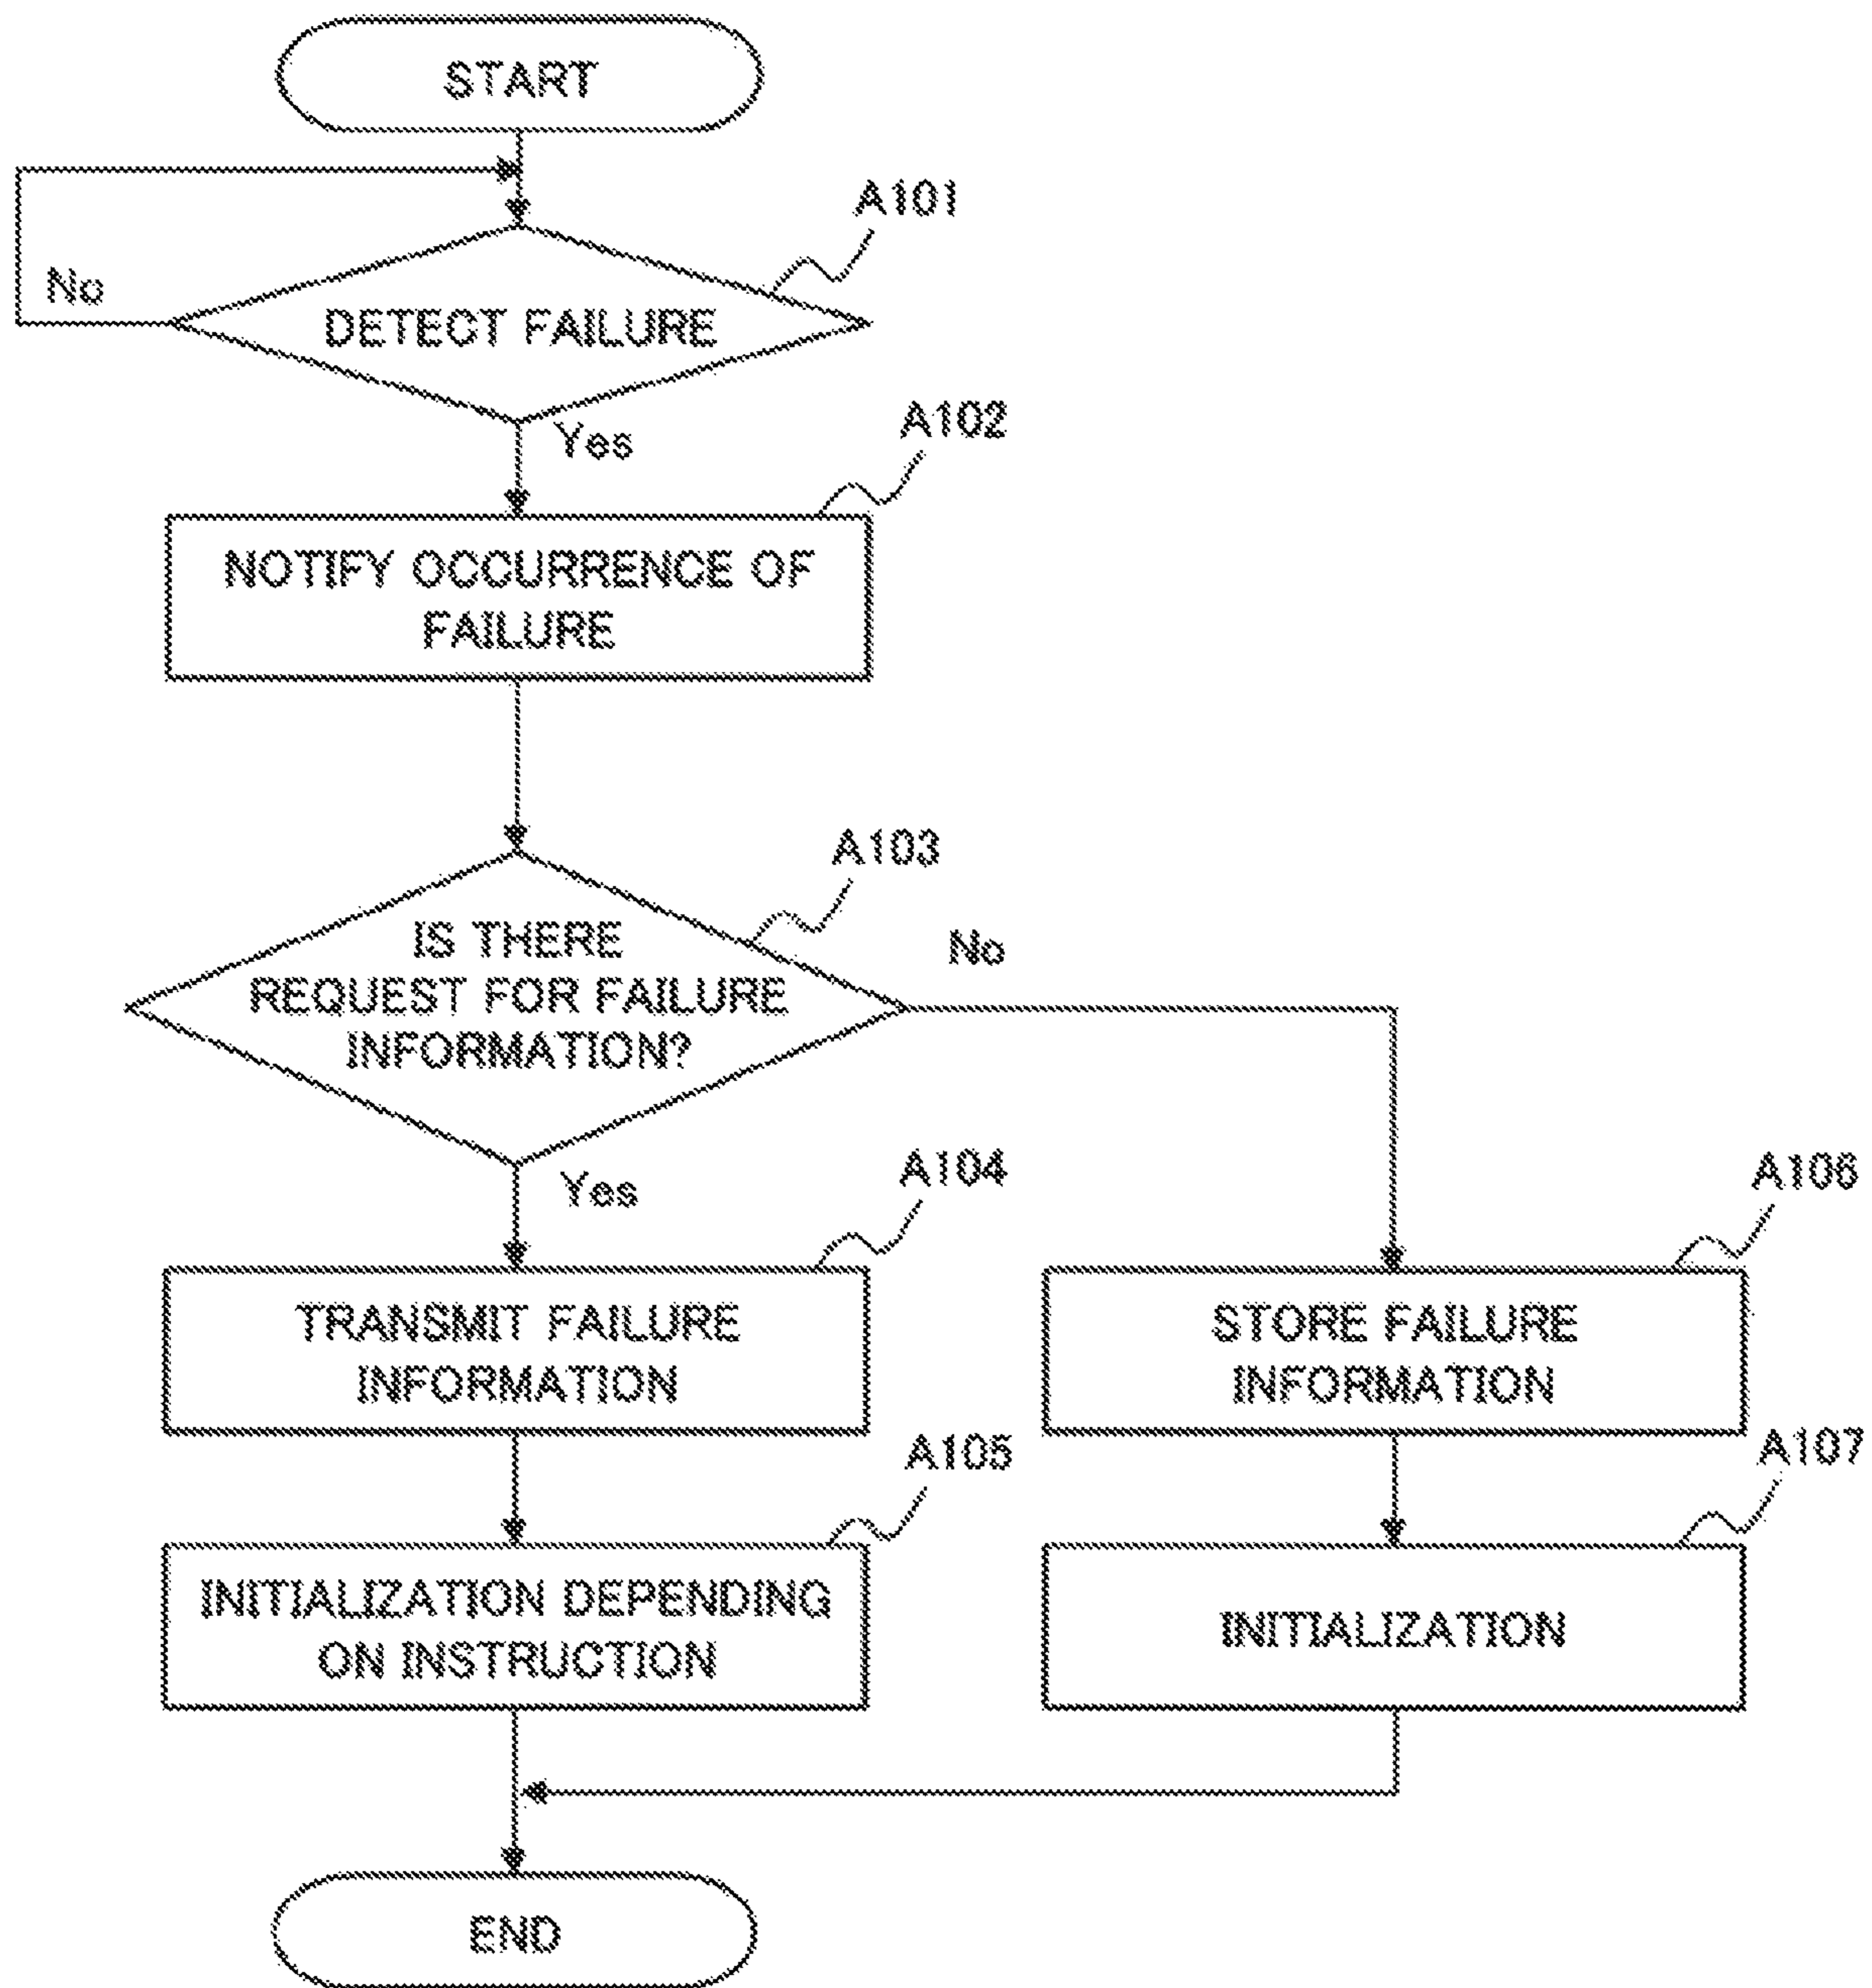 START
A101
No
DETECT FAILURE
Yes
A102
NOTIFY OCCURRENCE OF
FAILURE
A103
IS THERE
REQUEST FOR FAILURE
INFORMATION?
No
Yes
A104
A106
TRANSMIT FAILURE
INFORMATION
STORE FAILURE
INFORMATION
A105
A107
INITIALIZATION DEPENDING
ON INSTRUCTION
INITIALIZATION
END